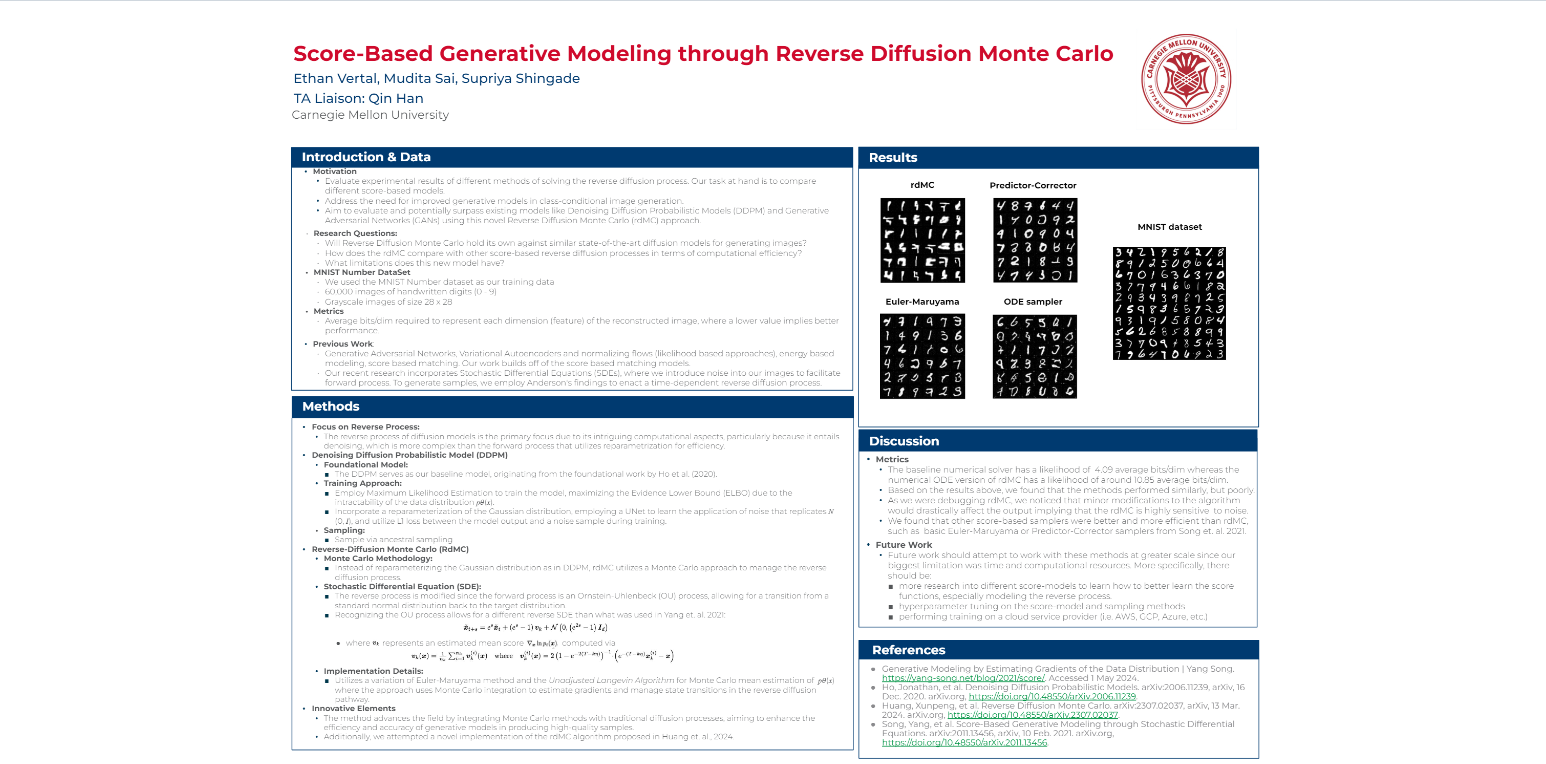 Score-Based Generative Modeling through Reverse Diffusion Monte Carlo
Ethan Vertal, Mudita Sai, Supriya Shingade
TA Liaison: Qin Han
Carnegie Mellon University
CARNEGIE MELLON UNIVERSITY
PITTSBURGH PENNSYLVANIA 1900
Introduction & Data
• Motivation
• Evaluate experimental results of different methods of solving the reverse diffusion process. Our task at hand is to compare
different score-based models.
• Address the need for improved generative models in class-conditional image generation.
• Aim to evaluate and potentially surpass existing models like Denoising Diffusion Probabilistic Models (DDPM) and Generative
Adversarial Networks (GANs) using this novel Reverse Diffusion Monte Carlo (rdMC) approach.
- Research Questions:
- Will Reverse Diffusion Monte Carlo hold its own against similar state-of-the-art diffusion models for generating images?
- How does the rdMC compare with other score-based reverse diffusion processes in terms of computational efficiency?
- What limitations does this new model have?
• MNIST Number DataSet
- We used the MNIST Number dataset as our training data
- 60,000 images of handwritten digits (0 - 9)
- Grayscale images of size 28 x 28
• Metrics
- Average bits/dim required to represent each dimension (feature) of the reconstructed image, where a lower value implies better
performance
• Previous Work
- Generative Adversarial Networks, Variational Autoencoders and normalizing flows (likelihood based approaches), energy based
modeling, score based matching. Our work builds off of the score based matching models.
- Our recent research incorporates Stochastic Differential Equations (SDEs), where we introduce noise into our images to facilitate
forward process. To generate samples, we employ Anderson's findings to enact a time-dependent reverse diffusion process.
Methods
• Focus on Reverse Process:
• The reverse process of diffusion models is the primary focus due to its intriguing computational aspects, particularly because it entails
denoising, which is more complex than the forward process that utilizes reparametrization for efficiency.
• Denoising Diffusion Probabilistic Model (DDPM)
• Foundational Model:
■ The DDPM serves as our baseline model, originating from the foundational work by Ho et al. (2020).
• Training Approach:
■ Employ Maximum Likelihood Estimation to train the model, maximizing the Evidence Lower Bound (ELBO) due to the
intractability of the data distribution pθ(x).
■ Incorporate a reparameterization of the Gaussian distribution, employing a UNet to learn the application of noise that replicates N
(0, I), and utilize L1 loss between the model output and a noise sample during training.
• Sampling:
■ Sample via ancestral sampling
• Reverse-Diffusion Monte Carlo (RdMC)
• Monte Carlo Methodology:
■ Instead of reparameterizing the Gaussian distribution as in DDPM, rdMC utilizes a Monte Carlo approach to manage the reverse
diffusion process.
• Stochastic Differential Equation (SDE):
■ The reverse process is modified since the forward process is an Ornstein-Uhlenbeck (OU) process, allowing for a transition from a
standard normal distribution back to the target distribution
■ Recognizing the OU process allows for a different reverse SDE than what was used in Yang et. al, 2021:
• where represents an estimated mean score computed via
• Implementation Details:
■ Utilizes a variation of Euler-Maruyama method and the Unadjusted Langevin Algorithm for Monte Carlo mean estimation of pθ(x)
where the approach uses Monte Carlo integration to estimate gradients and manage state transitions in the reverse diffusion
pathway.
• Innovative Elements
• The method advances the field by integrating Monte Carlo methods with traditional diffusion processes, aiming to enhance the
efficiency and accuracy of generative models in producing high-quality samples.
• Additionally, we attempted a novel implementation of the rdMC algorithm proposed in Huang et. al., 2024
Results
rdMC
Predictor-Corrector
MNIST dataset
Euler-Maruyama
ODE sampler
Discussion
• Metrics
• The baseline numerical solver has a likelihood of 4.09 average bits/dim whereas the
numerical ODE version of rdMC has a likelihood of around 10.85 average bits/dim.
• Based on the results above, we found that the methods performed similarly, but poorly.
• As we were debugging rdMC, we noticed that minor modifications to the algorithm
would drastically affect the output implying that the rdMC is highly sensitive to noise.
• We found that other score-based samplers were better and more efficient than rdMC,
such as basic Euler-Maruyama or Predictor-Corrector samplers from Song et. al. 2021.
• Future Work
• Future work should attempt to work with these methods at greater scale since our
biggest limitation was time and computational resources. More specifically, there
should be:
■ more research into different score-models to learn how to better learn the score
functions, especially modeling the reverse process.
■ hyperparameter tuning on the score-model and sampling methods
■ performing training on a cloud service provider (i.e. AWS, GCP, Azure, etc.)
References
● Generative Modeling by Estimating Gradients of the Data Distribution | Yang Song.
https://yang-song.net/blog/2021/score/. Accessed 1 May 2024.
● Ho, Jonathan, et al. Denoising Diffusion Probabilistic Models. arXiv:2006.11239, arXiv, 16
Dec. 2020. arXiv.org, https://doi.org/10.48550/arXiv.2006.11239.
● Huang, Xunpeng, et al. Reverse Diffusion Monte Carlo. arXiv:2307.02037, arXiv, 13 Mar.
2024. arXiv.org, https://doi.org/10.48550/arXiv.2307.02037.
● Song, Yang, et al. Score-Based Generative Modeling through Stochastic Differential
Equations. arXiv:2011.13456, arXiv, 10 Feb. 2021. arXiv.org,
https://doi.org/10.48550/arXiv.2011.13456.